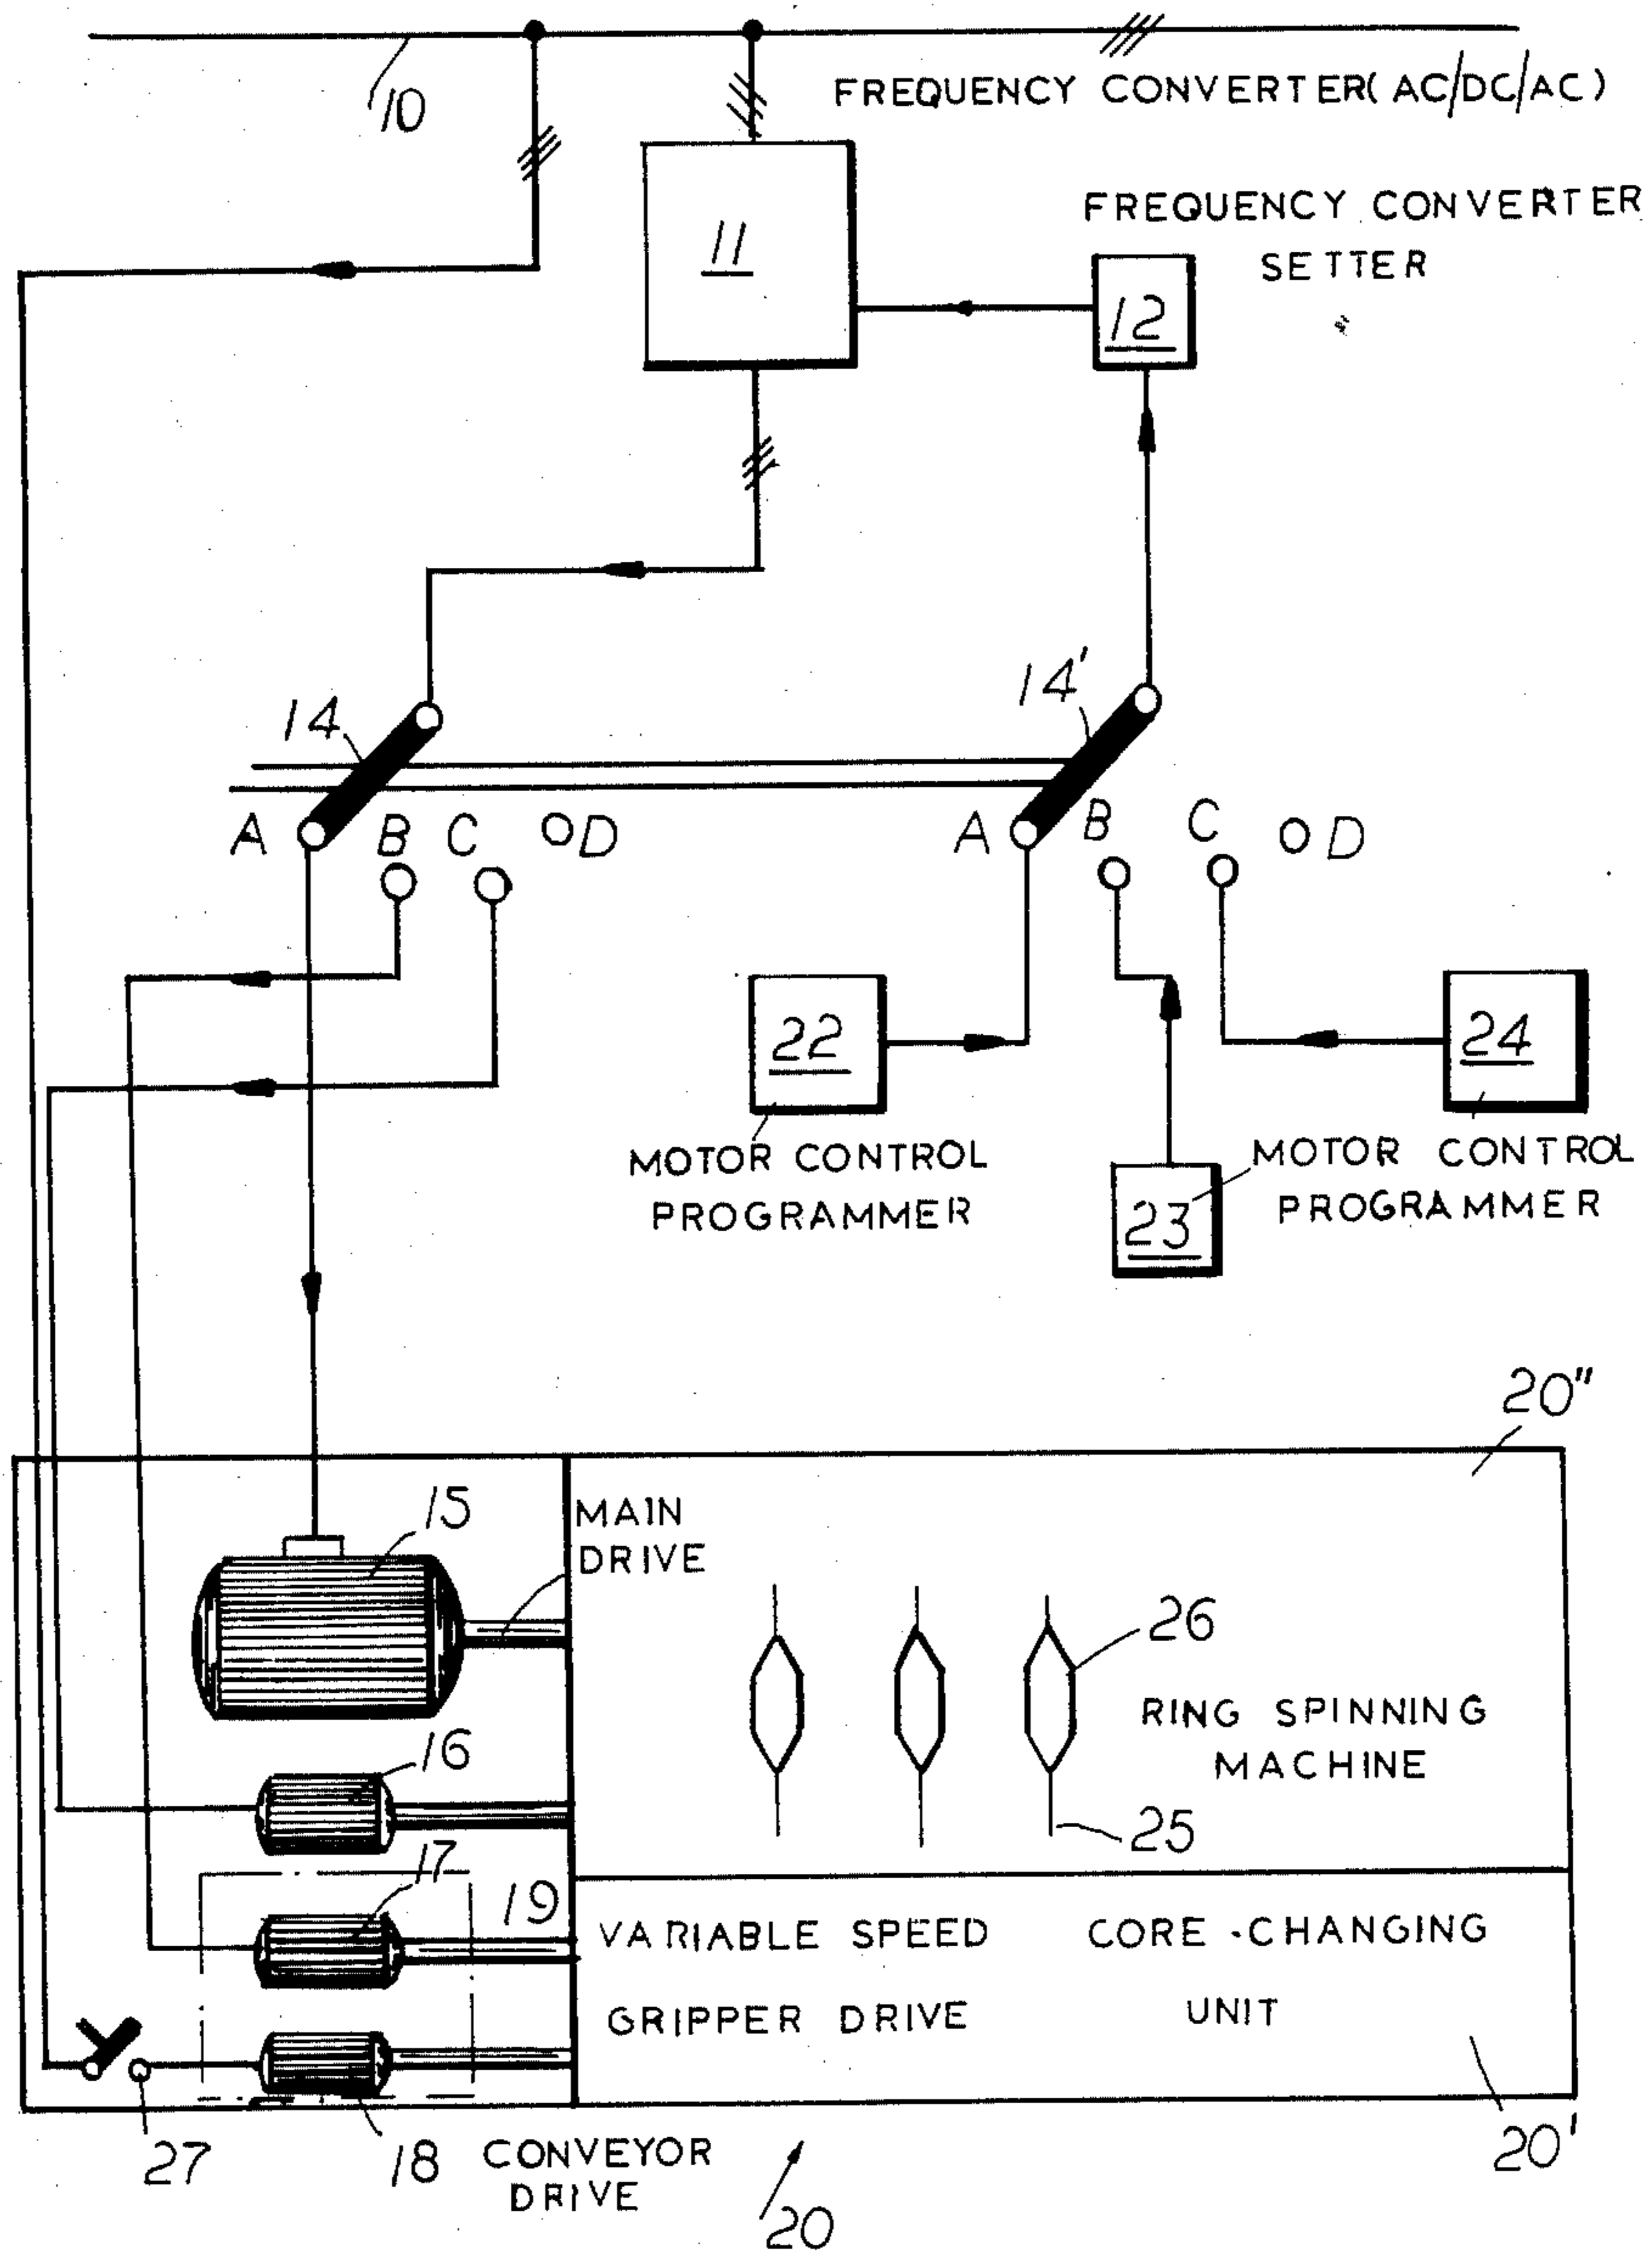 10
FREQUENCY CONVERTER (AC/DC/AC)
11
FREQUENCY CONVERTER
SETTER
12
14
14'
A B C D
A B C D
22
24
MOTOR CONTROL
PROGRAMMER
23
MOTOR CONTROL
PROGRAMMER
20"
15
MAIN
DRIVE
26
RING SPINNING
MACHINE
16
25
17
19
VARIABLE SPEED
GRIPPER DRIVE
CORE-CHANGING
UNIT
27
18
CONVEYOR
DRIVE
20
20'